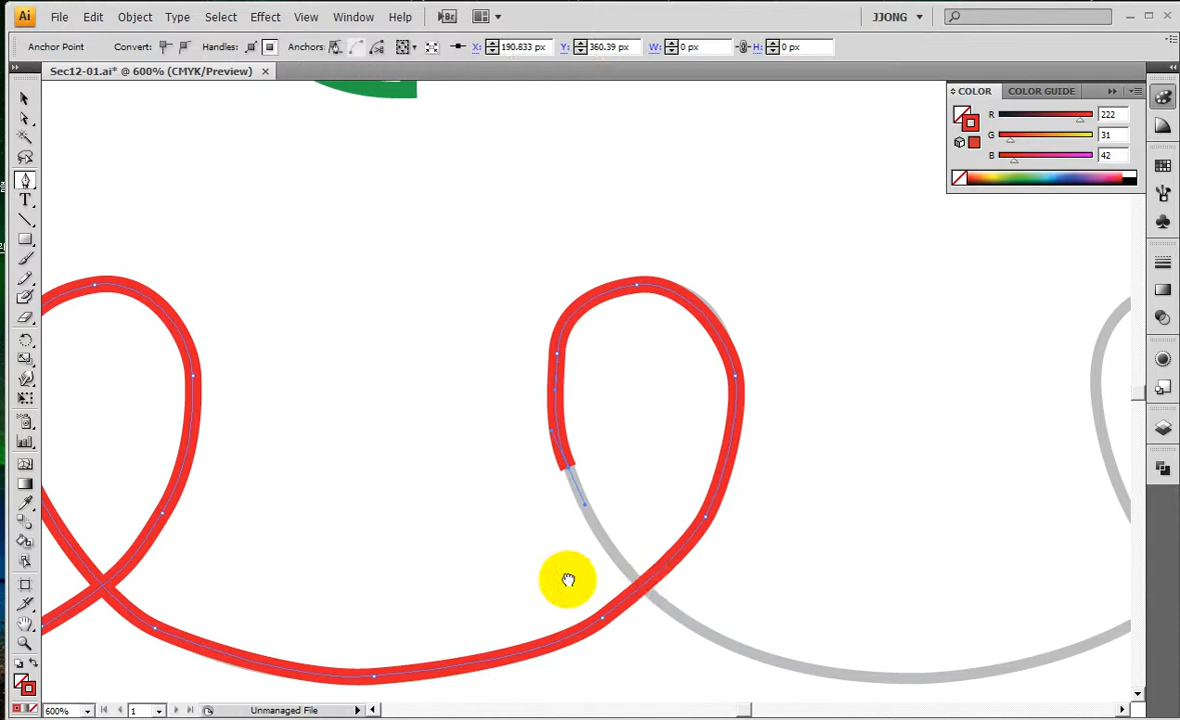 Ai File Edit Object Type Select Effect View Window Help Br JJONG
Anchor Point Convert: Handles: Anchors: X: 190.833 px Y: 360.39 px W: 0 px H: 0 px
Sec12-01.ai* @ 600% (CMYK/Preview) ×
COLOR COLOR GUIDE
R 222
G 31
B 42
T
600% 1 Unmanaged File